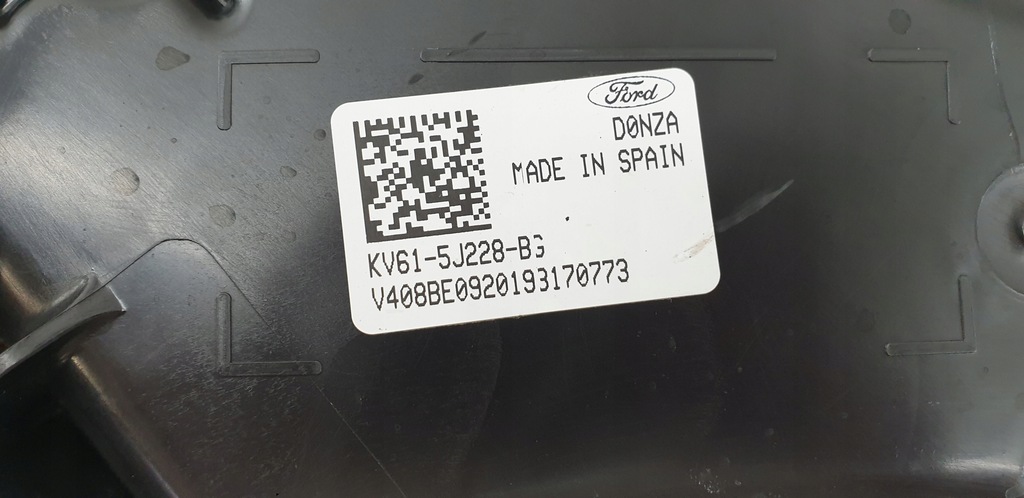 Ford
D0NZA
MADE IN SPAIN
KV61-5J228-BG
V408BE0920193170773